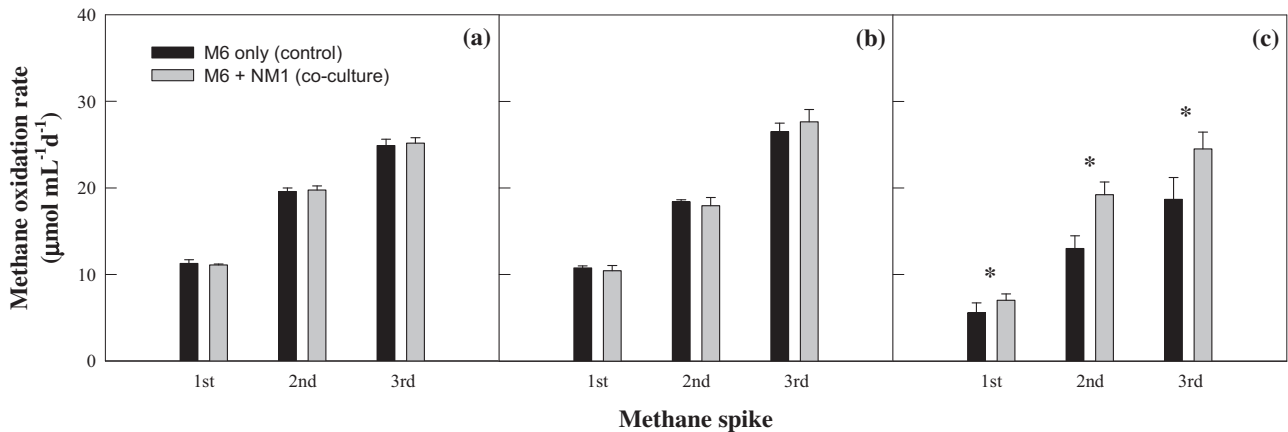 40
30
20
10
0
Methane oxidation rate
(μmol mL⁻¹d⁻¹)
M6 only (control)
M6 + NM1 (co-culture)
(a)
(b)
(c)
*
*
*
1st
2nd
3rd
1st
2nd
3rd
1st
2nd
3rd
Methane spike